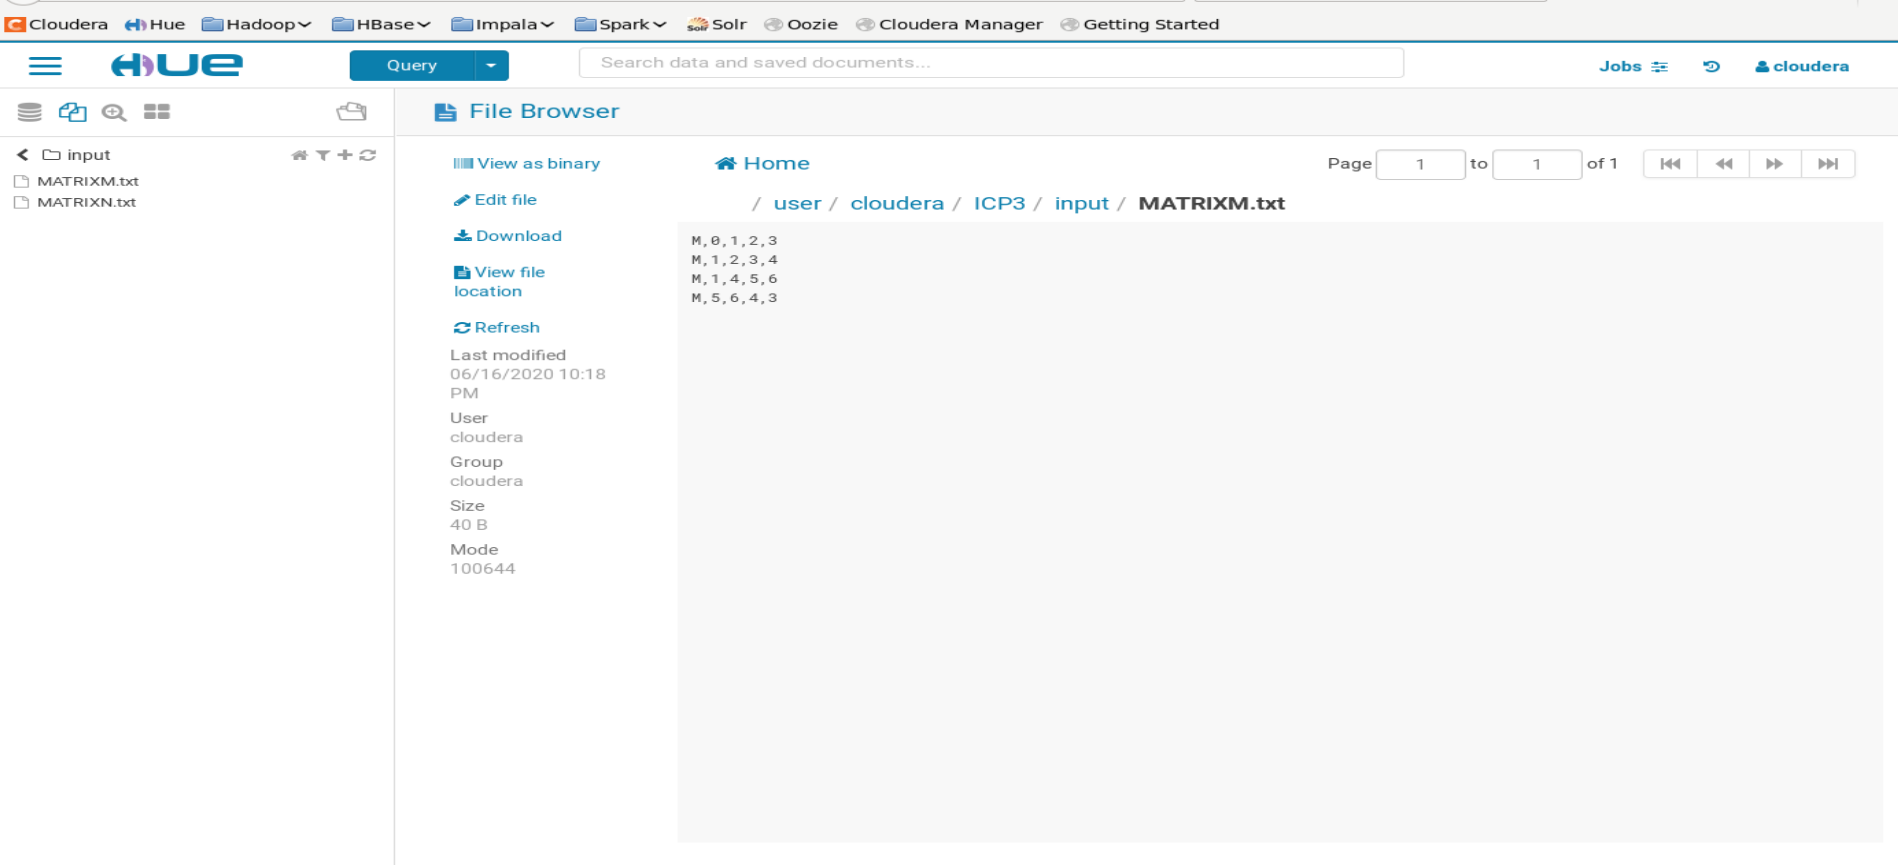 Cloudera Hue Hadoop HBase Impala Spark Solr Oozie Cloudera Manager Getting Started
HUE Query Search data and saved documents... Jobs cloudera
File Browser
input
MATRIXM.txt
MATRIXN.txt
View as binary
Edit file
Download
View file
location
Refresh
Last modified
06/16/2020 10:18
PM
User
cloudera
Group
cloudera
Size
40 B
Mode
100644
Home Page 1 to 1 of 1
/ user / cloudera / ICP3 / input / MATRIXM.txt
M,0,1,2,3
M,1,2,3,4
M,1,4,5,6
M,5,6,4,3